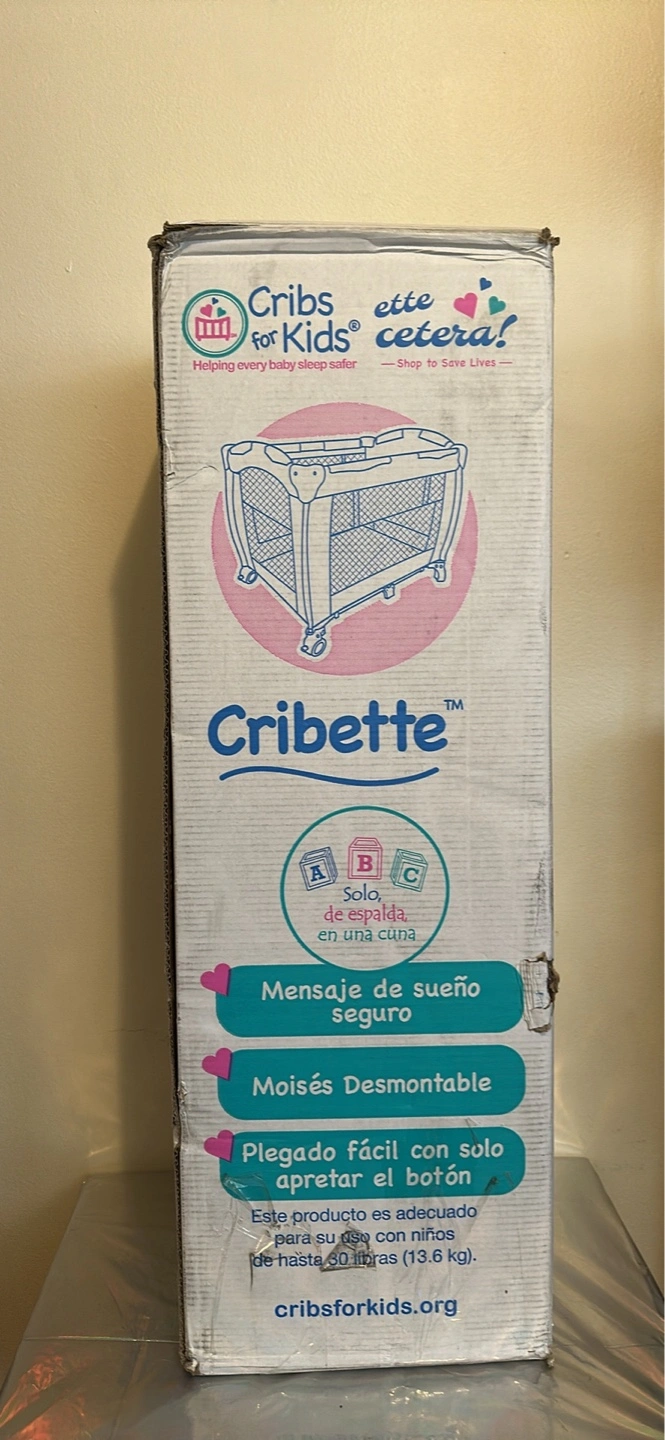 Cribs
for Kids®
Helping every baby sleep safer
ette
cetera!
— Shop to Save Lives —
Cribette™
A B C
Solo,
de espalda,
en una cuna
Mensaje de sueño
seguro
Moisés Desmontable
Plegado fácil con solo
apretar el botón
Este producto es adecuado
para su uso con niños
de hasta 30 libras (13.6 kg).
cribsforkids.org